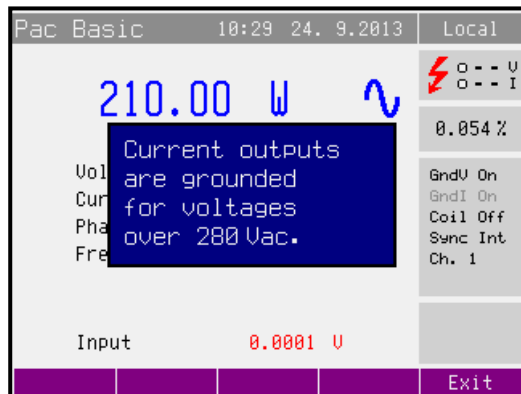 Pac Basic 10:29 24. 9.2013 Local
210.00 W
V
I
0.054 %
Current outputs
are grounded
for voltages
over 280 Vac.
Vol
Cur
Pha
Fre
GndU On
GndI On
Coil Off
Sync Int
Ch. 1
Input 0.0001 V
Exit